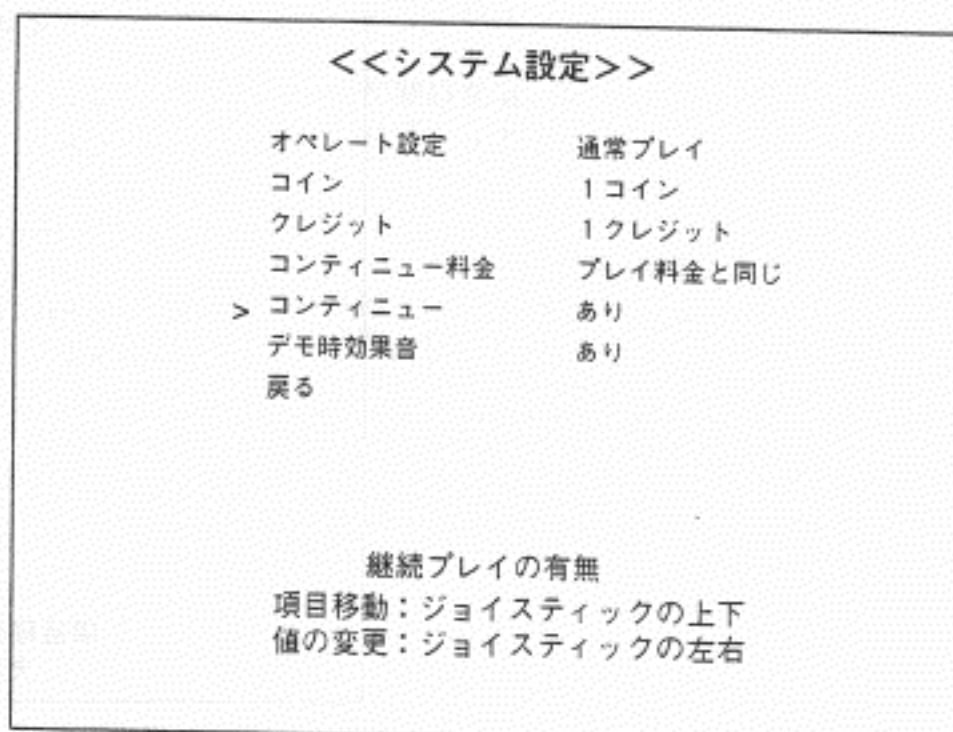 <<システム設定>>
オペレート設定 通常プレイ
コイン 1コイン
クレジット 1クレジット
コンティニュー料金 プレイ料金と同じ
> コンティニュー あり
デモ時効果音 あり
戻る
継続プレイの有無
項目移動：ジョイスティックの上下
値の変更：ジョイスティックの左右